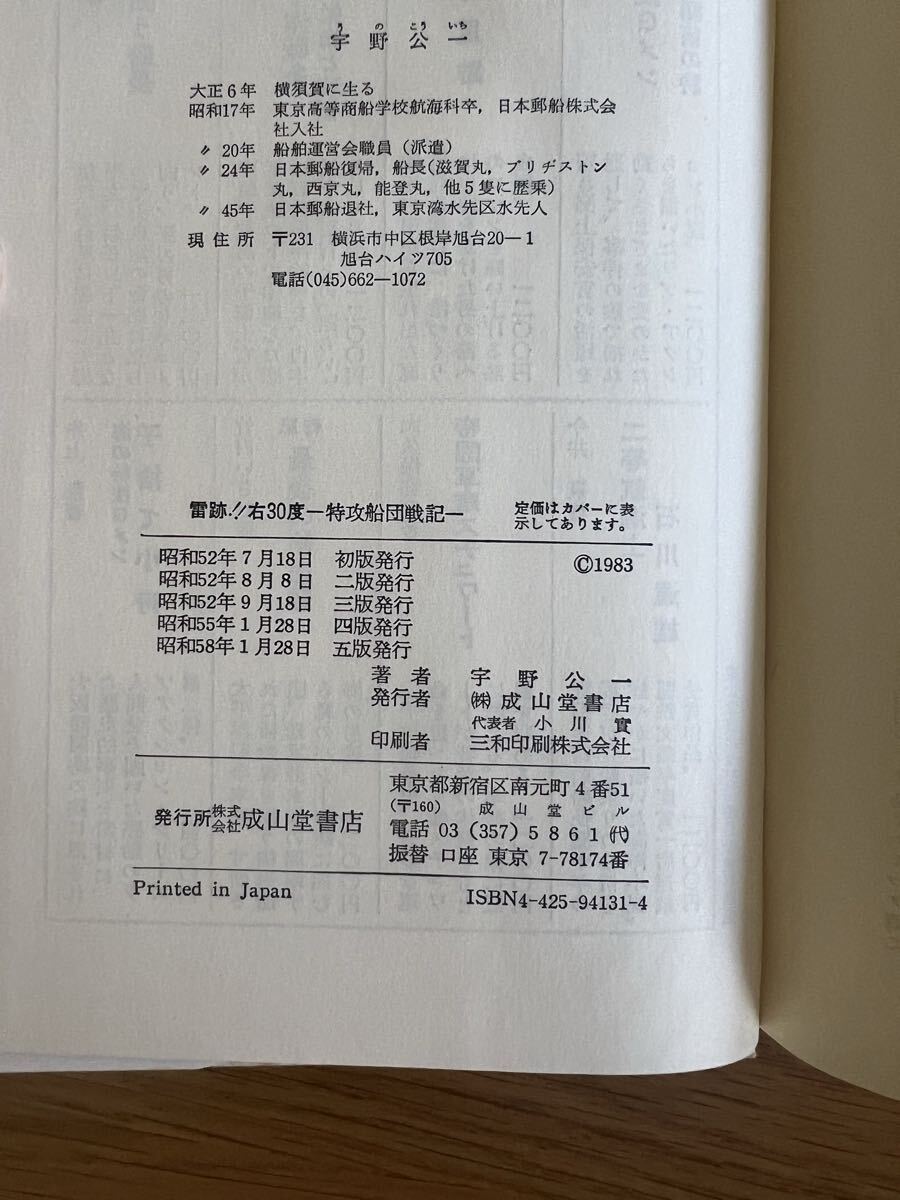 うのこういち
宇野公一
大正6年 横須賀に生る
昭和17年 東京高等商船学校航海科卒，日本郵船株式会
社入社
〃 20年 船舶運営会職員（派遣）
〃 24年 日本郵船復帰，船長(滋賀丸，ブリヂストン
丸，西京丸，能登丸，他5隻に歴乗)
〃 45年 日本郵船退社，東京湾水先区水先人
現住所 〒231 横浜市中区根岸旭台20—1
旭台ハイツ705
電話(045)662—1072
雷跡!!右30度—特攻船団戦記— 定価はカバーに表
示してあります。
昭和52年7月18日 初版発行 ©1983
昭和52年8月8日 二版発行
昭和52年9月18日 三版発行
昭和55年1月28日 四版発行
昭和58年1月28日 五版発行
著者 宇野公一
発行者 ㈱成山堂書店
代表者 小川實
印刷者 三和印刷株式会社
発行所株式会社成山堂書店
東京都新宿区南元町4番51
(〒160) 成山堂ビル
電話 03 (357) 5861㈹
振替 口座 東京 7-78174番
Printed in Japan ISBN4-425-94131-4